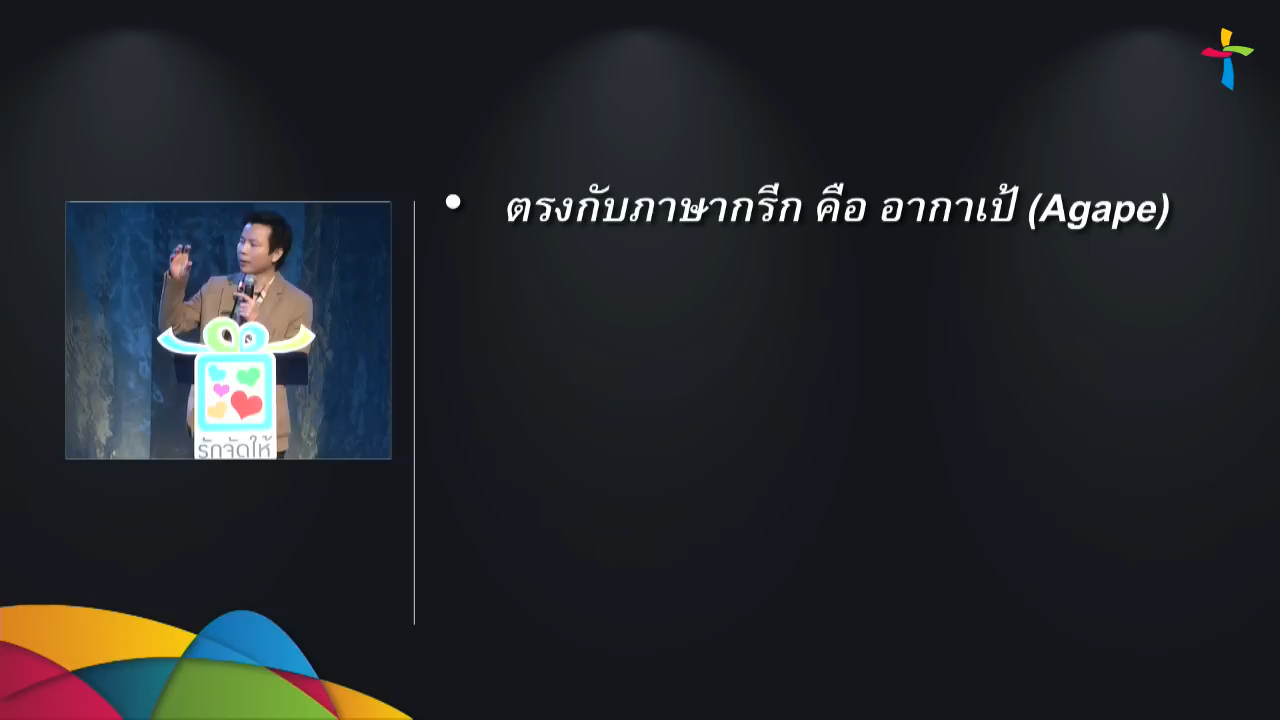 • ตรงกับภาษากรีก คือ อากาเป้ (Agape)
รักจัดให้